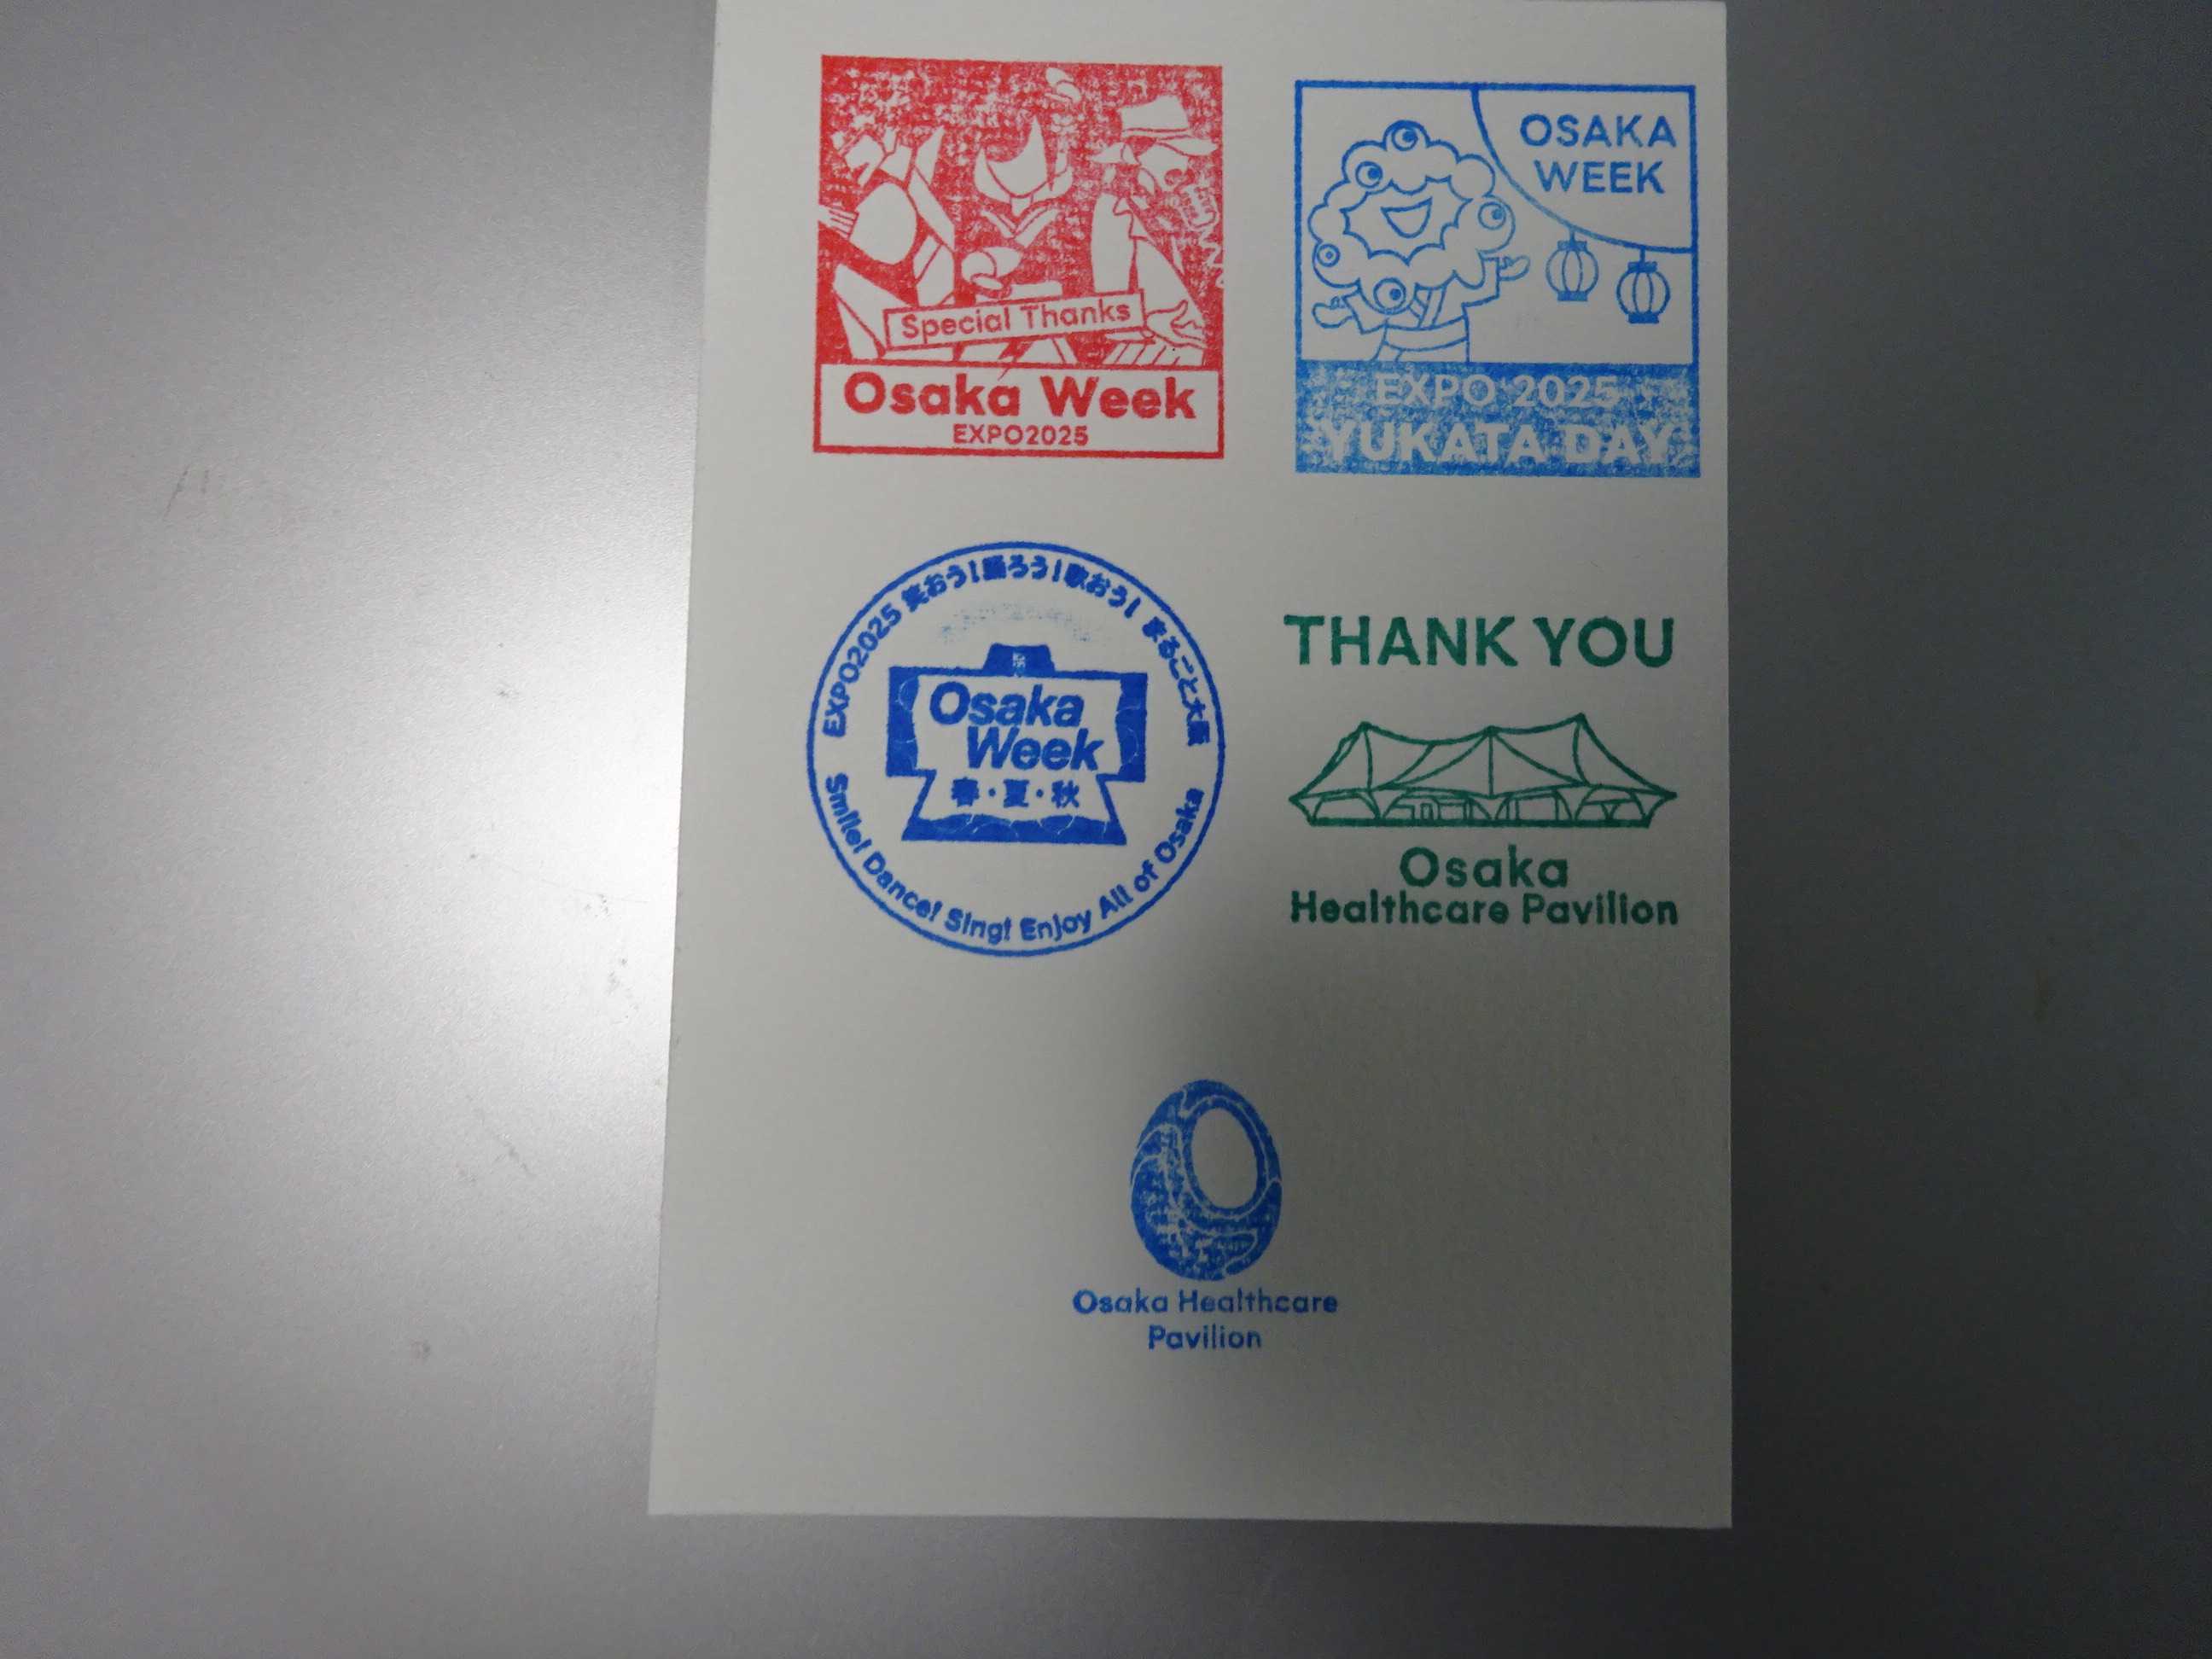 Special Thanks
Osaka Week
EXPO2025
OSAKA
WEEK
EXPO 2025
YUKATA DAY
EXPO2025 笑おう!踊ろう!歌おう! まるごと大阪
Osaka
Week
春・夏・秋
Smile! Dance! Sing! Enjoy All of Osaka
THANK YOU
Osaka
Healthcare Pavilion
Osaka Healthcare
Pavilion